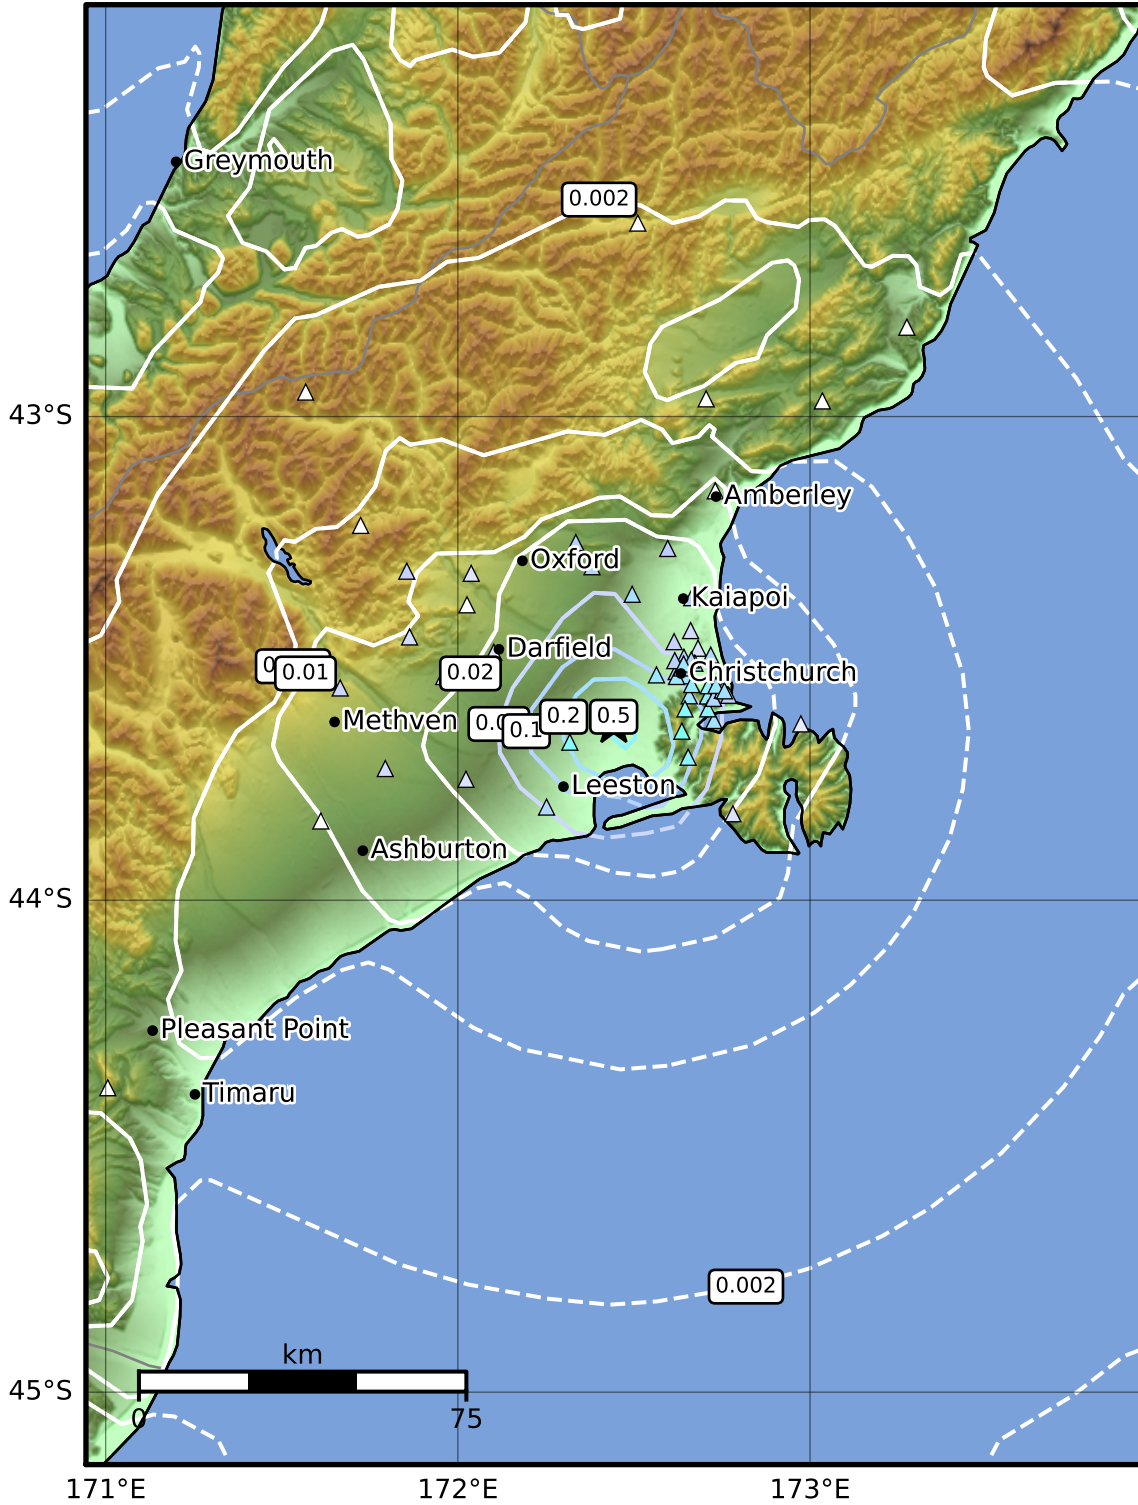 0.002
Greymouth
43°S
Amberley
Oxford
Kaiapoi
Darfield
0.01
0.02
Christchurch
Methven
0.1
0.2
0.5
Leeston
Ashburton
44°S
Pleasant Point
Timaru
0.002
km
45°S
0
75
171°E
172°E
173°E